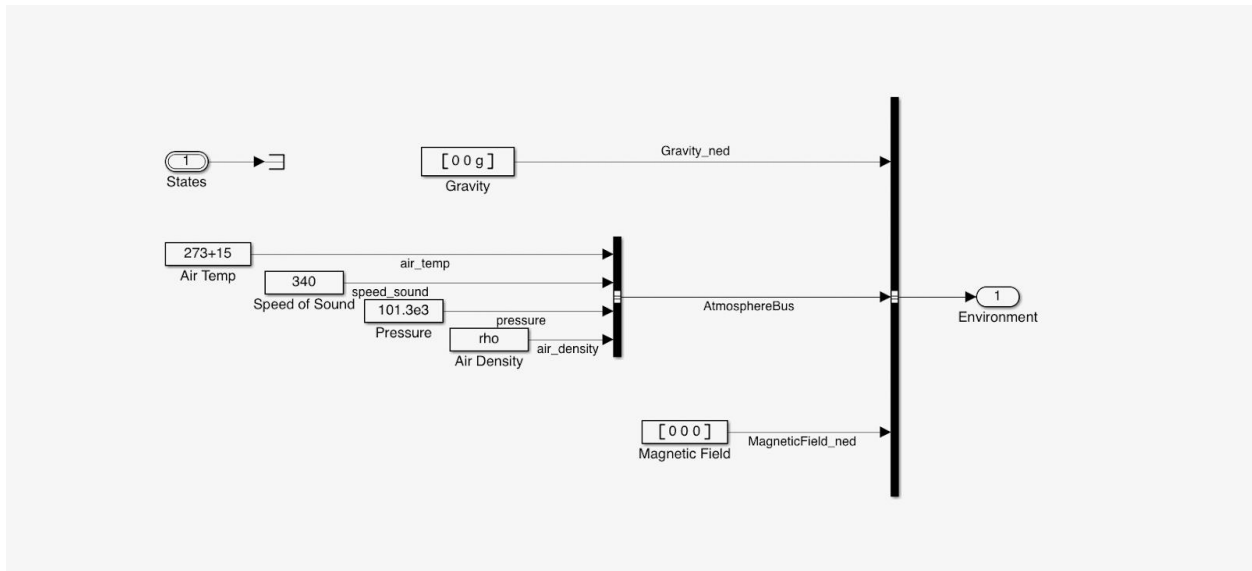 1
States
[ 0 0 g ]
Gravity
Gravity_ned
273+15
Air Temp
air_temp
340
Speed of Sound
speed_sound
101.3e3
Pressure
pressure
rho
Air Density
air_density
AtmosphereBus
1
Environment
[ 0 0 0 ]
Magnetic Field
MagneticField_ned